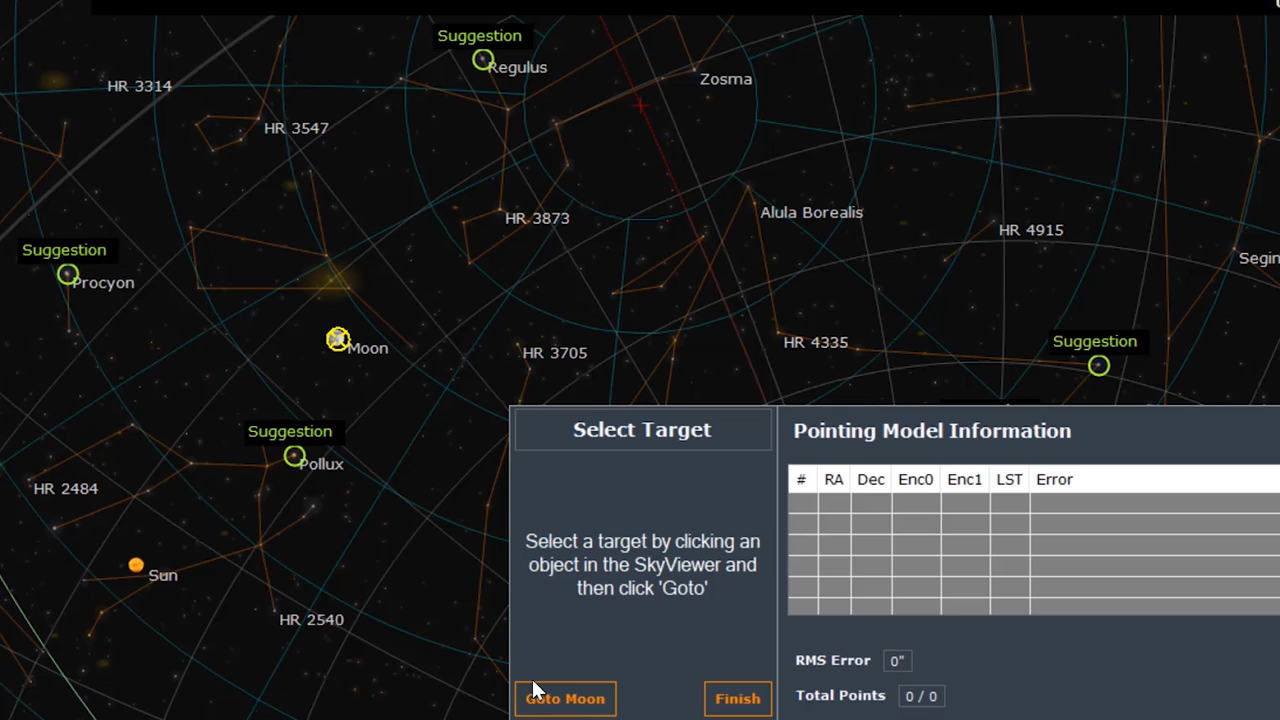 Suggestion
Regulus
Zosma
HR 3314
HR 3547
HR 3873
Alula Borealis
HR 4915
Suggestion
Procyon
Segin
Moon
HR 3705
HR 4335
Suggestion
Suggestion
Pollux
HR 2484
Sun
HR 2540
Select Target
Select a target by clicking an
object in the SkyViewer and
then click 'Goto'
Goto Moon
Finish
Pointing Model Information
# RA Dec Enc0 Enc1 LST Error
RMS Error 0"
Total Points 0 / 0